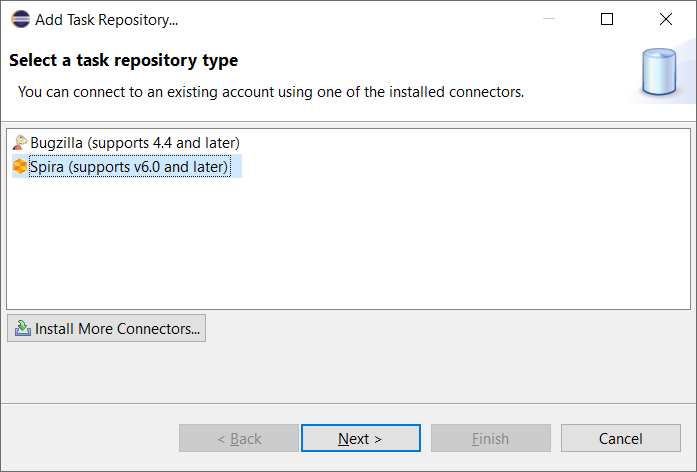 Add Task Repository...
Select a task repository type
You can connect to an existing account using one of the installed connectors.
Bugzilla (supports 4.4 and later)
Spira (supports v6.0 and later)
Install More Connectors...
< Back
Next >
Finish
Cancel